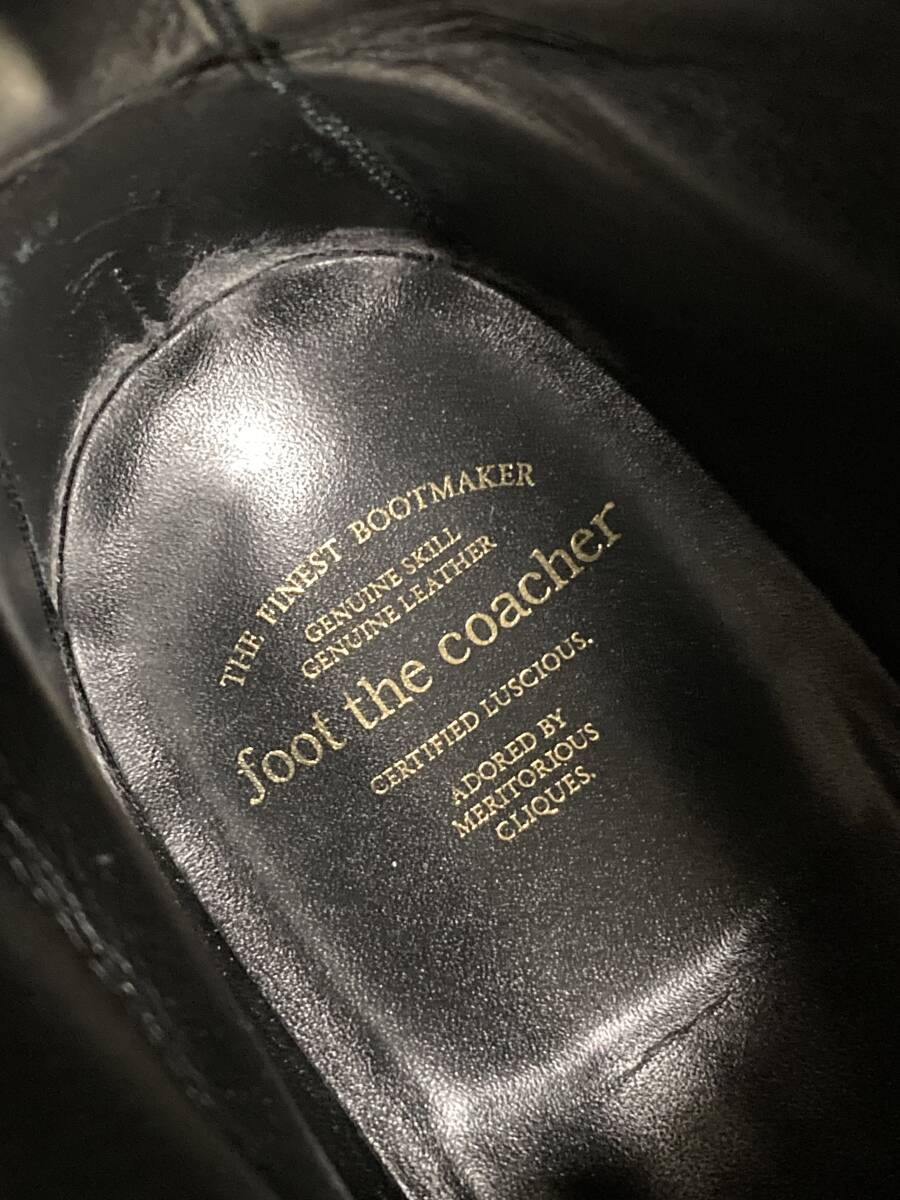 THE FINEST BOOTMAKER
GENUINE SKILL
GENUINE LEATHER
foot the coacher
CERTIFIED LUSCIOUS.
ADORED BY
MERITORIOUS
CLIQUES.